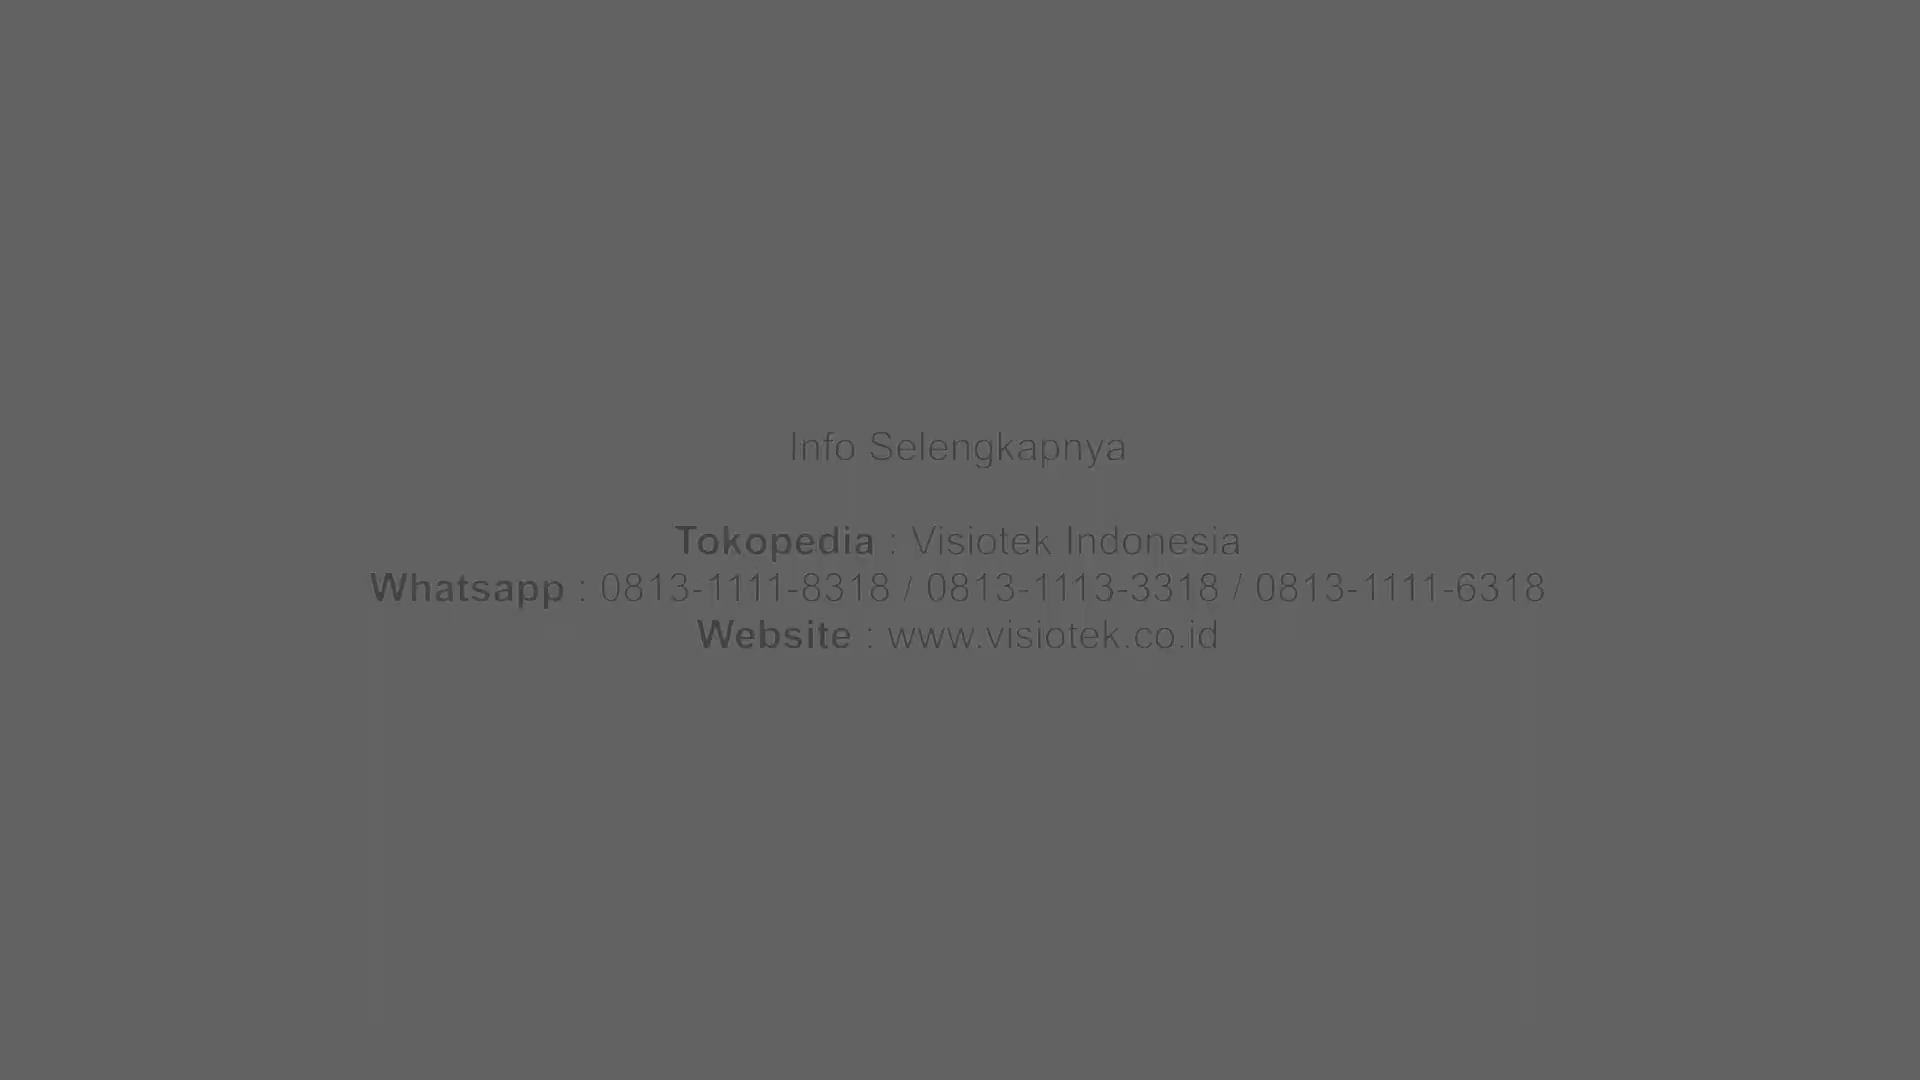 Info Selengkapnya
Tokopedia : Visiotek Indonesia
Whatsapp : 0813-1111-8318 / 0813-1113-3318 / 0813-1111-6318
Website : www.visiotek.co.id